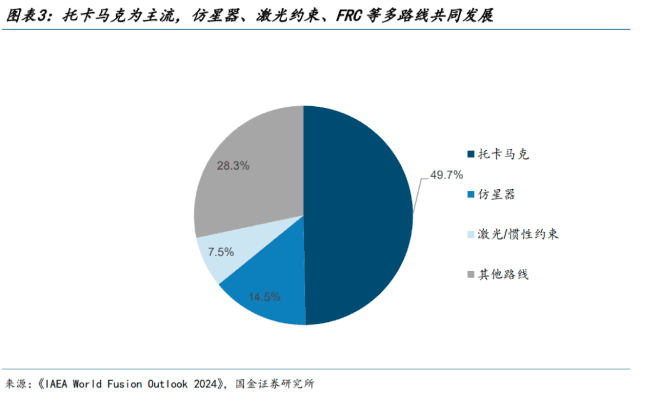 图表3：托卡马克为主流，仿星器、激光约束、FRC 等多路线共同发展
28.3%
49.7%
7.5%
14.5%
托卡马克
仿星器
激光/惯性约束
其他路线
来源：《IAEA World Fusion Outlook 2024》，国金证券研究所